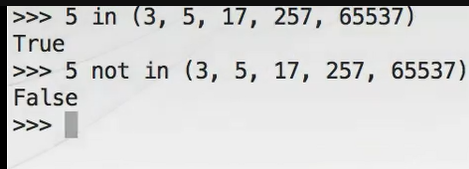 >>> 5 in (3, 5, 17, 257, 65537)
True
>>> 5 not in (3, 5, 17, 257, 65537)
False
>>>